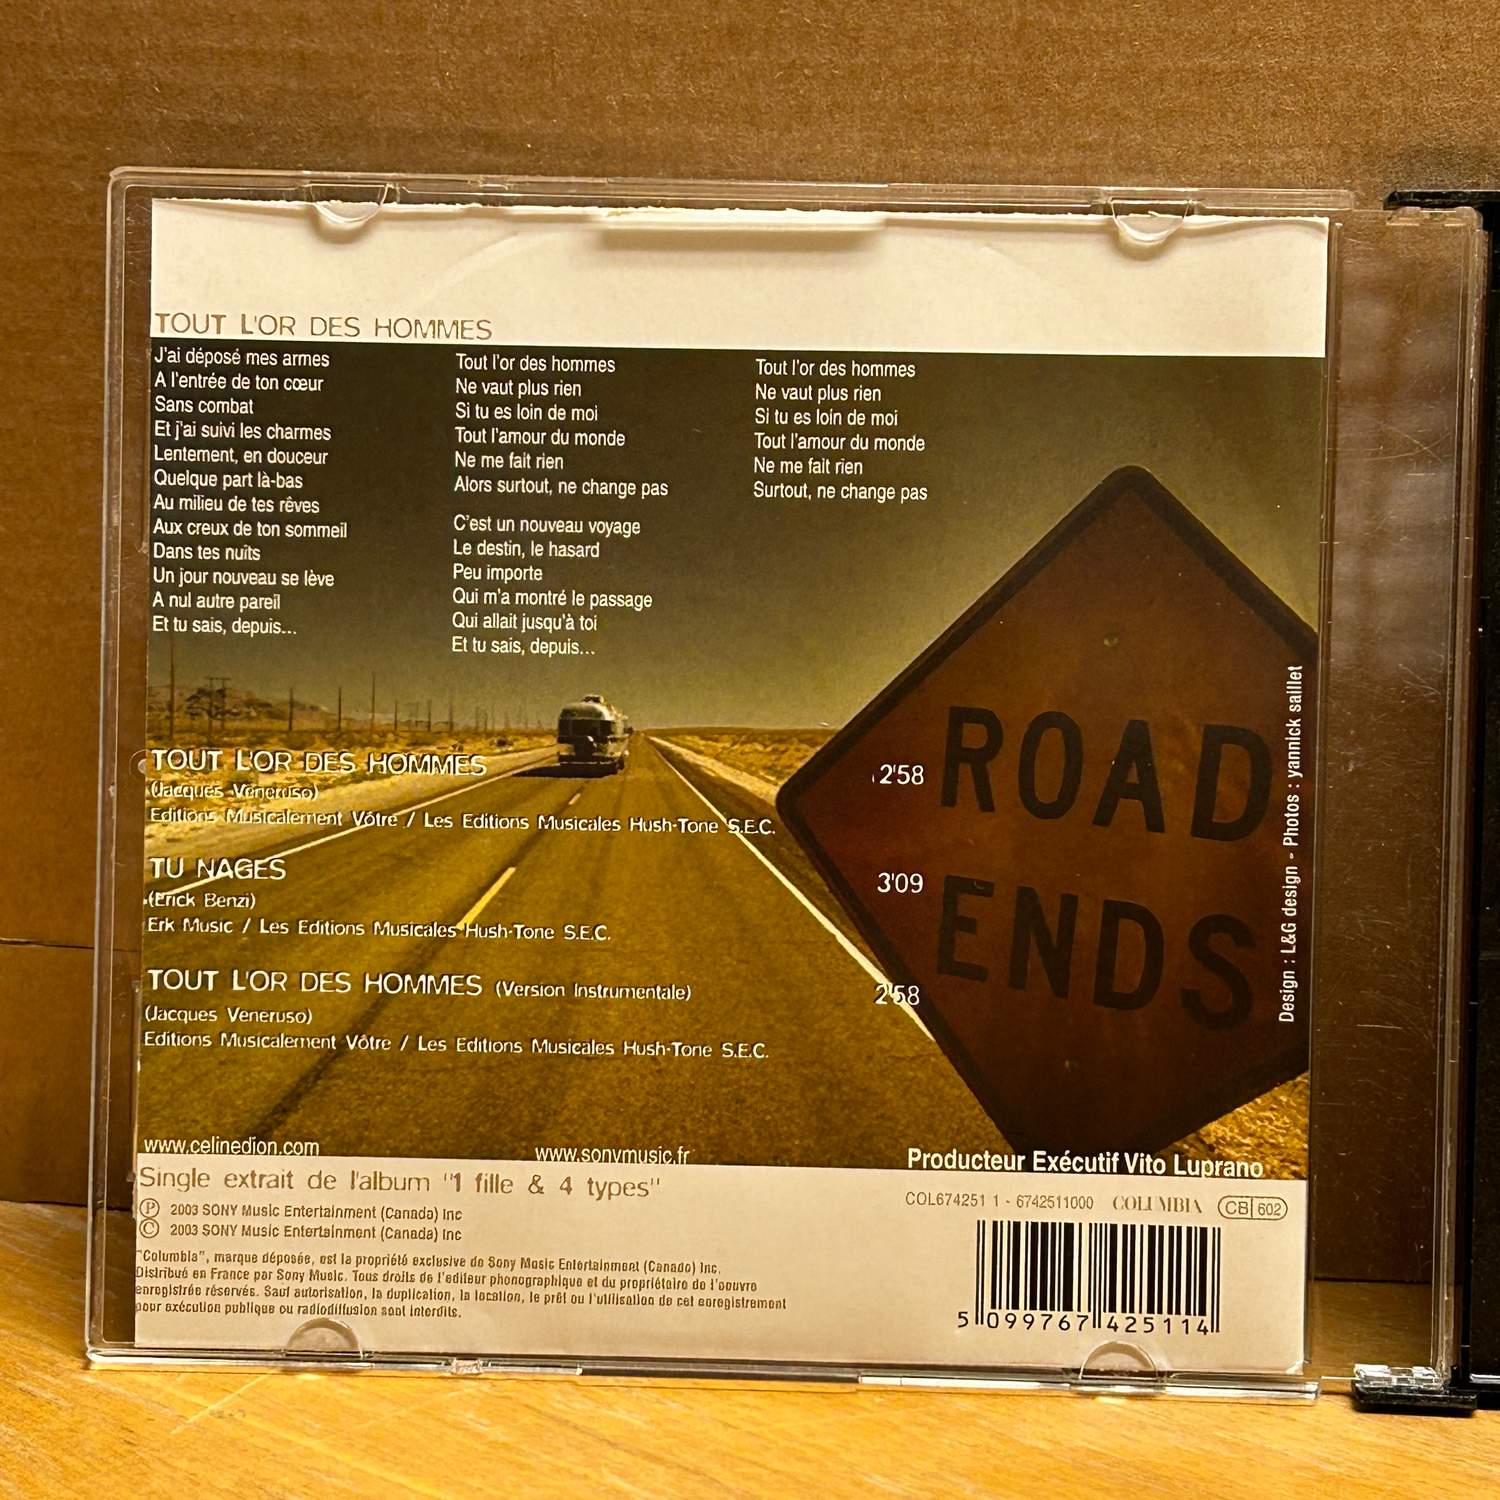 TOUT L'OR DES HOMMES
J'ai déposé mes armes
A l'entrée de ton cœur
Sans combat
Et j'ai suivi les charmes
Lentement, en douceur
Quelque part là-bas
Au milieu de tes rêves
Aux creux de ton sommeil
Dans tes nuits
Un jour nouveau se lève
A nul autre pareil
Et tu sais, depuis...
Tout l'or des hommes
Ne vaut plus rien
Si tu es loin de moi
Tout l'amour du monde
Ne me fait rien
Alors surtout, ne change pas
C'est un nouveau voyage
Le destin, le hasard
Peu importe
Qui m'a montré le passage
Qui allait jusqu'à toi
Et tu sais, depuis...
Tout l'or des hommes
Ne vaut plus rien
Si tu es loin de moi
Tout l'amour du monde
Ne me fait rien
Surtout, ne change pas
ROAD
ENDS
TOUT L'OR DES HOMMES 2'58
(Jacques Veneruso)
Editions Musicalement Vôtre / Les Editions Musicales Hush-Tone S.E.C.
TU NAGES 3'09
(Erick Benzi)
Erk Music / Les Editions Musicales Hush-Tone S.E.C.
TOUT L'OR DES HOMMES (Version Instrumentale) 2'58
(Jacques Veneruso)
Editions Musicalement Vôtre / Les Editions Musicales Hush-Tone S.E.C.
Design : L&G design - Photos : yannick saillet
www.celinedion.com www.sonymusic.fr Producteur Exécutif Vito Luprano
Single extrait de l'album "1 fille & 4 types"
Ⓟ 2003 SONY Music Entertainment (Canada) Inc
© 2003 SONY Music Entertainment (Canada) Inc
"Columbia", marque déposée, est la propriété exclusive de Sony Music Entertainment (Canada) Inc.
Distribué en France par Sony Music. Tous droits de l'editeur phonographique et du propriétaire de l'oeuvre
enregistrée réservés. Sauf autorisation, la duplication, la location, le prêt ou l'utilisation de cet enregistrement
pour exécution publique ou radiodiffusion sont interdits.
COL674251 1 - 6742511000 COLUMBIA CB 602
5 099767 425114